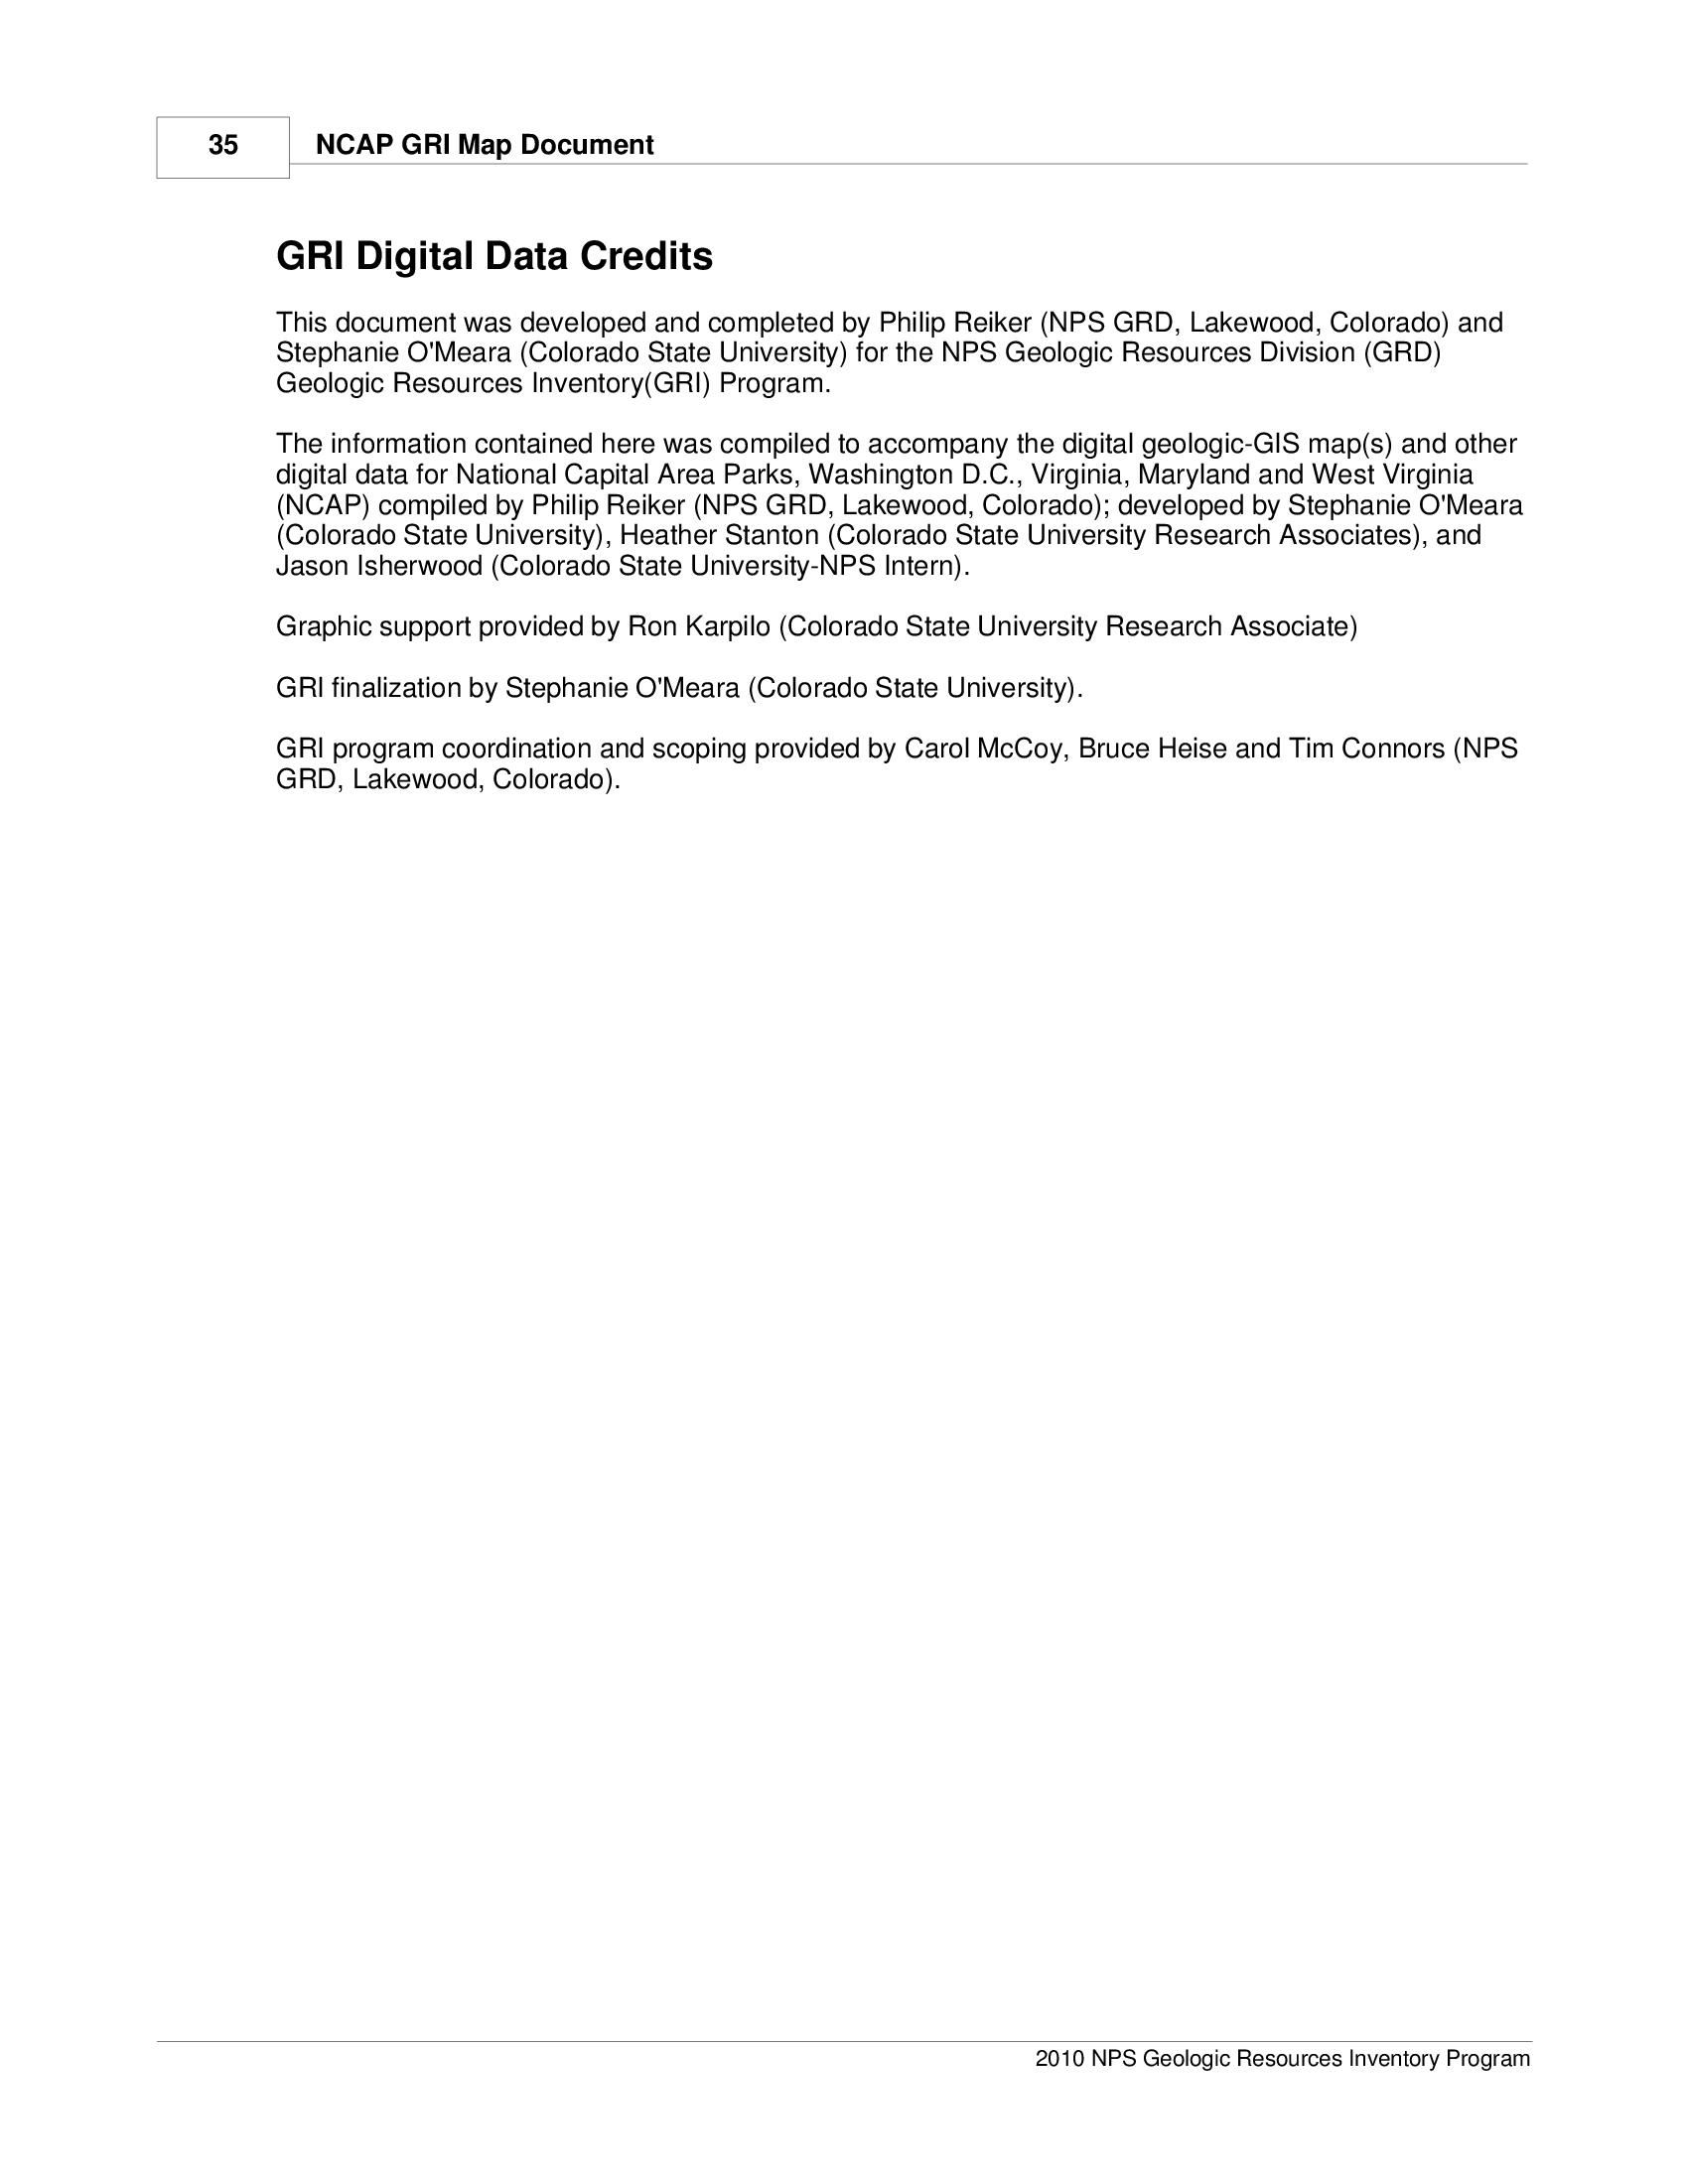 35
NCAP GRI Map Document
GRI Digital Data Credits
This document was developed and completed by Philip Reiker (NPS GRD, Lakewood, Colorado) and
Stephanie O'Meara (Colorado State University) for the NPS Geologic Resources Division (GRD)
Geologic Resources Inventory(GRI) Program.
The information contained here was compiled to accompany the digital geologic-GIS map(s) and other
digital data for National Capital Area Parks, Washington D.C., Virginia, Maryland and West Virginia
(NCAP) compiled by Philip Reiker (NPS GRD, Lakewood, Colorado); developed by Stephanie O'Meara
(Colorado State University), Heather Stanton (Colorado State University Research Associates), and
Jason Isherwood (Colorado State University-NPS Intern).
Graphic support provided by Ron Karpilo (Colorado State University Research Associate)
GRI finalization by Stephanie O'Meara (Colorado State University).
GRI program coordination and scoping provided by Carol McCoy, Bruce Heise and Tim Connors (NPS
GRD, Lakewood, Colorado).
2010 NPS Geologic Resources Inventory Program